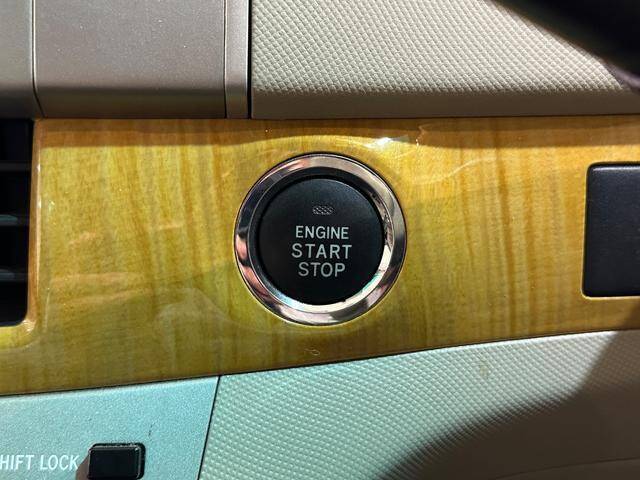 ENGINE
START
STOP
HIFT LOCK